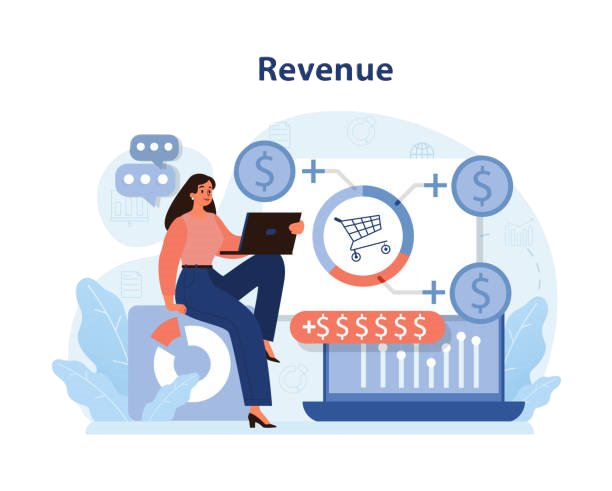 Revenue
$ + + $
+ $
+$$$$$$